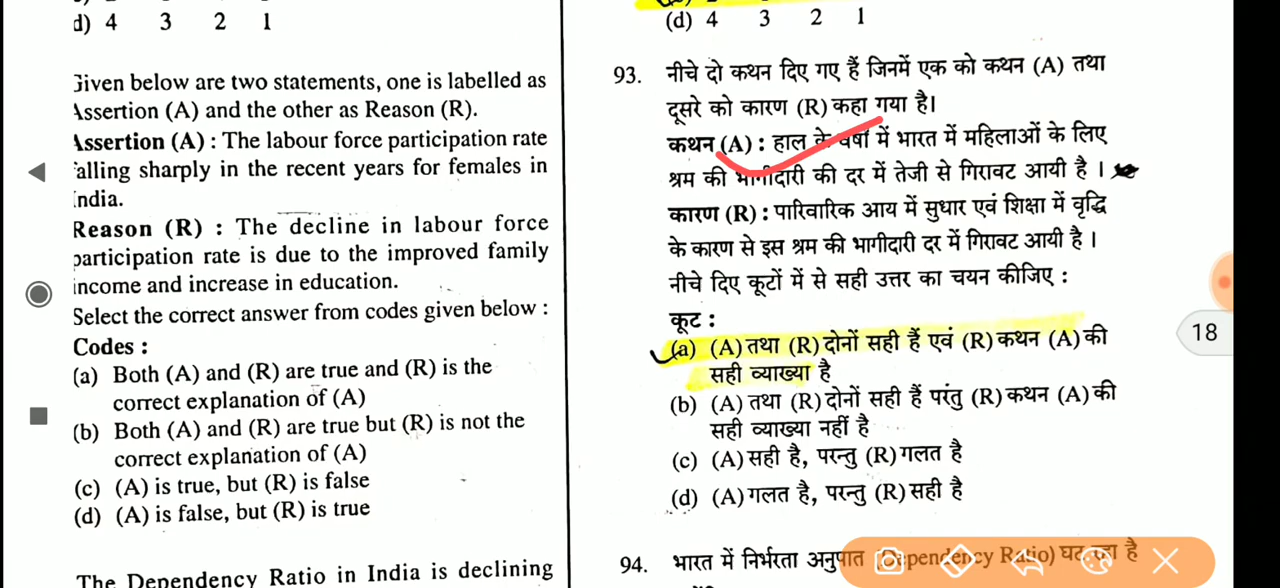 d) 4 3 2 1
Given below are two statements, one is labelled as
Assertion (A) and the other as Reason (R).
Assertion (A) : The labour force participation rate
falling sharply in the recent years for females in
India.
Reason (R) : The decline in labour force
participation rate is due to the improved family
income and increase in education.
Select the correct answer from codes given below :
Codes :
(a) Both (A) and (R) are true and (R) is the
correct explanation of (A)
(b) Both (A) and (R) are true but (R) is not the
correct explanation of (A)
(c) (A) is true, but (R) is false
(d) (A) is false, but (R) is true
The Dependency Ratio in India is declining
(d) 4 3 2 1
93. नीचे दो कथन दिए गए हैं जिनमें एक को कथन (A) तथा
दूसरे को कारण (R) कहा गया है।
कथन (A) : हाल के वर्षों में भारत में महिलाओं के लिए
श्रम की भागीदारी की दर में तेजी से गिरावट आयी है ।
कारण (R) : पारिवारिक आय में सुधार एवं शिक्षा में वृद्धि
के कारण से इस श्रम की भागीदारी दर में गिरावट आयी है ।
नीचे दिए कूटों में से सही उत्तर का चयन कीजिए :
कूट :
(a) (A) तथा (R) दोनों सही हैं एवं (R) कथन (A) की
सही व्याख्या है
(b) (A) तथा (R) दोनों सही हैं परंतु (R) कथन (A) की
सही व्याख्या नहीं है
(c) (A) सही है, परन्तु (R) गलत है
(d) (A) गलत है, परन्तु (R) सही है
94. भारत में निर्भरता अनुपात (Dependency Ratio) घट रहा है
18